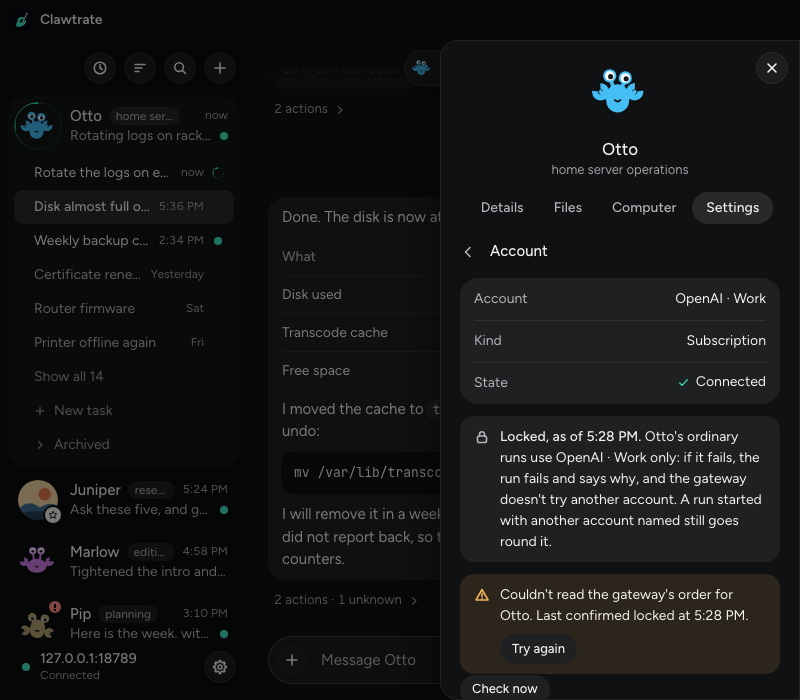 Clawtrate
Otto home ser... now
Rotating logs on rack...
Rotate the logs on e... now
Disk almost full o... 5:36 PM
Weekly backup c... 2:34 PM
Certificate rene... Yesterday
Router firmware Sat
Printer offline again Fri
Show all 14
+ New task
Archived
Juniper rese... 5:24 PM
Ask these five, and g...
Marlow editi... 4:58 PM
Tightened the intro and...
Pip planning 3:10 PM
Here is the week. wit...
127.0.0.1:18789
Connected
2 actions
Done. The disk is now at
What
Disk used
Transcode cache
Free space
I moved the cache to t
undo:
mv /var/lib/transco
I will remove it in a week
did not report back, so t
counters.
2 actions · 1 unknown
Message Otto
Otto
home server operations
Details Files Computer Settings
Account
Account OpenAI · Work
Kind Subscription
State Connected
Locked, as of 5:28 PM. Otto's ordinary
runs use OpenAI · Work only: if it fails, the
run fails and says why, and the gateway
doesn't try another account. A run started
with another account named still goes
round it.
Couldn't read the gateway's order for
Otto. Last confirmed locked at 5:28 PM.
Try again
Check now